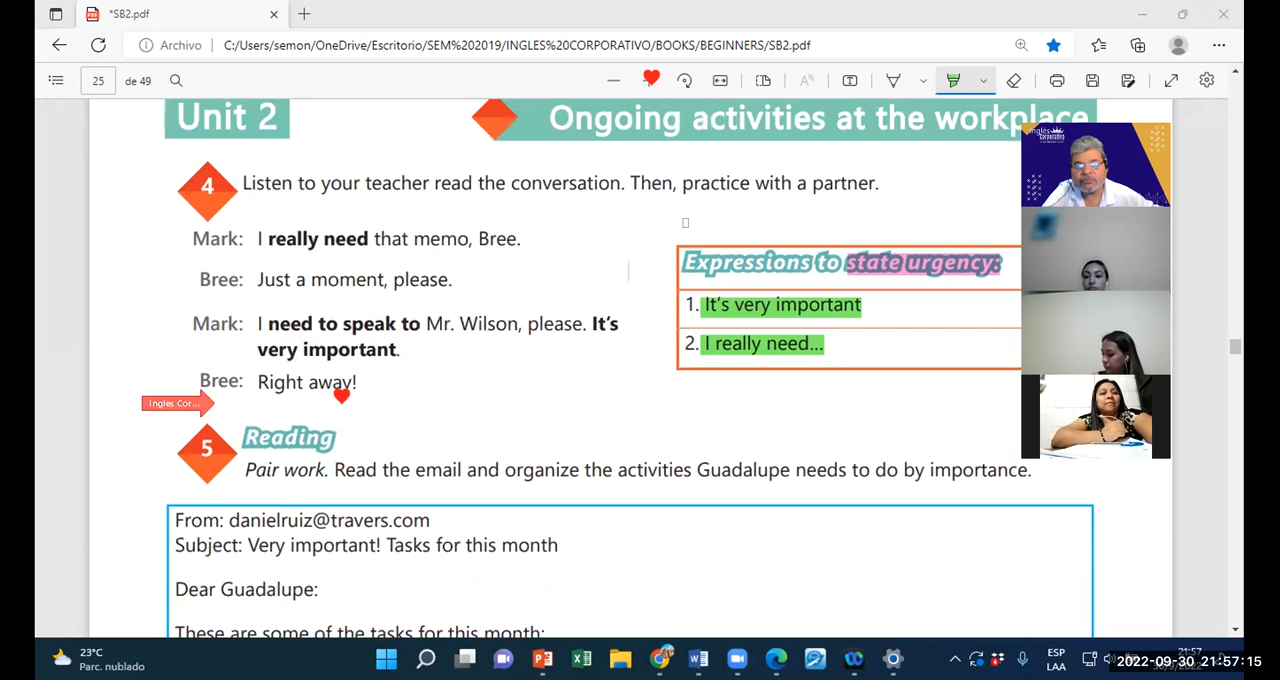 *SB2.pdf
Archivo
C:/Users/semon/OneDrive/Escritorio/SEM%202019/INGLES%20CORPORATIVO/BOOKS/BEGINNERS/SB2.pdf
25 de 49
Unit 2
Ongoing activities at the workplace
inglés
corporativo
4 Listen to your teacher read the conversation. Then, practice with a partner.
Mark: I really need that memo, Bree.
Bree: Just a moment, please.
Mark: I need to speak to Mr. Wilson, please. It's
very important.
Bree: Right away!
Expressions to state urgency:
1. It's very important
2. I really need...
Ingles Cor...
5 Reading
Pair work. Read the email and organize the activities Guadalupe needs to do by importance.
From: danielruiz@travers.com
Subject: Very important! Tasks for this month
Dear Guadalupe:
These are some of the tasks for this month:
23°C
Parc. nublado
ESP
LAA
21:57
2022-09-30 21:57:15